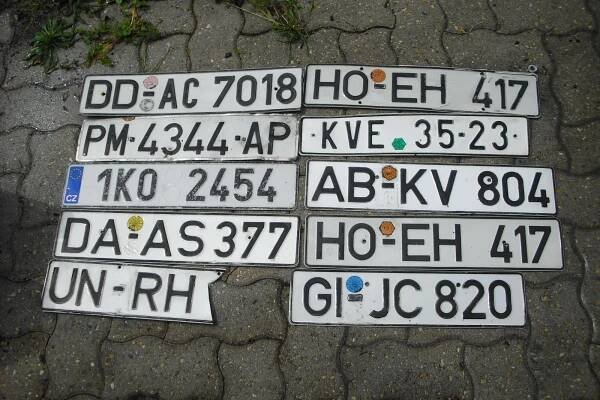 DD-AC 7018
HO-EH 417
PM-4344-AP
KVE 35-23
CZ 1K0 2454
AB-KV 804
DA-AS 377
HO-EH 417
UN-RH
GI-JC 820